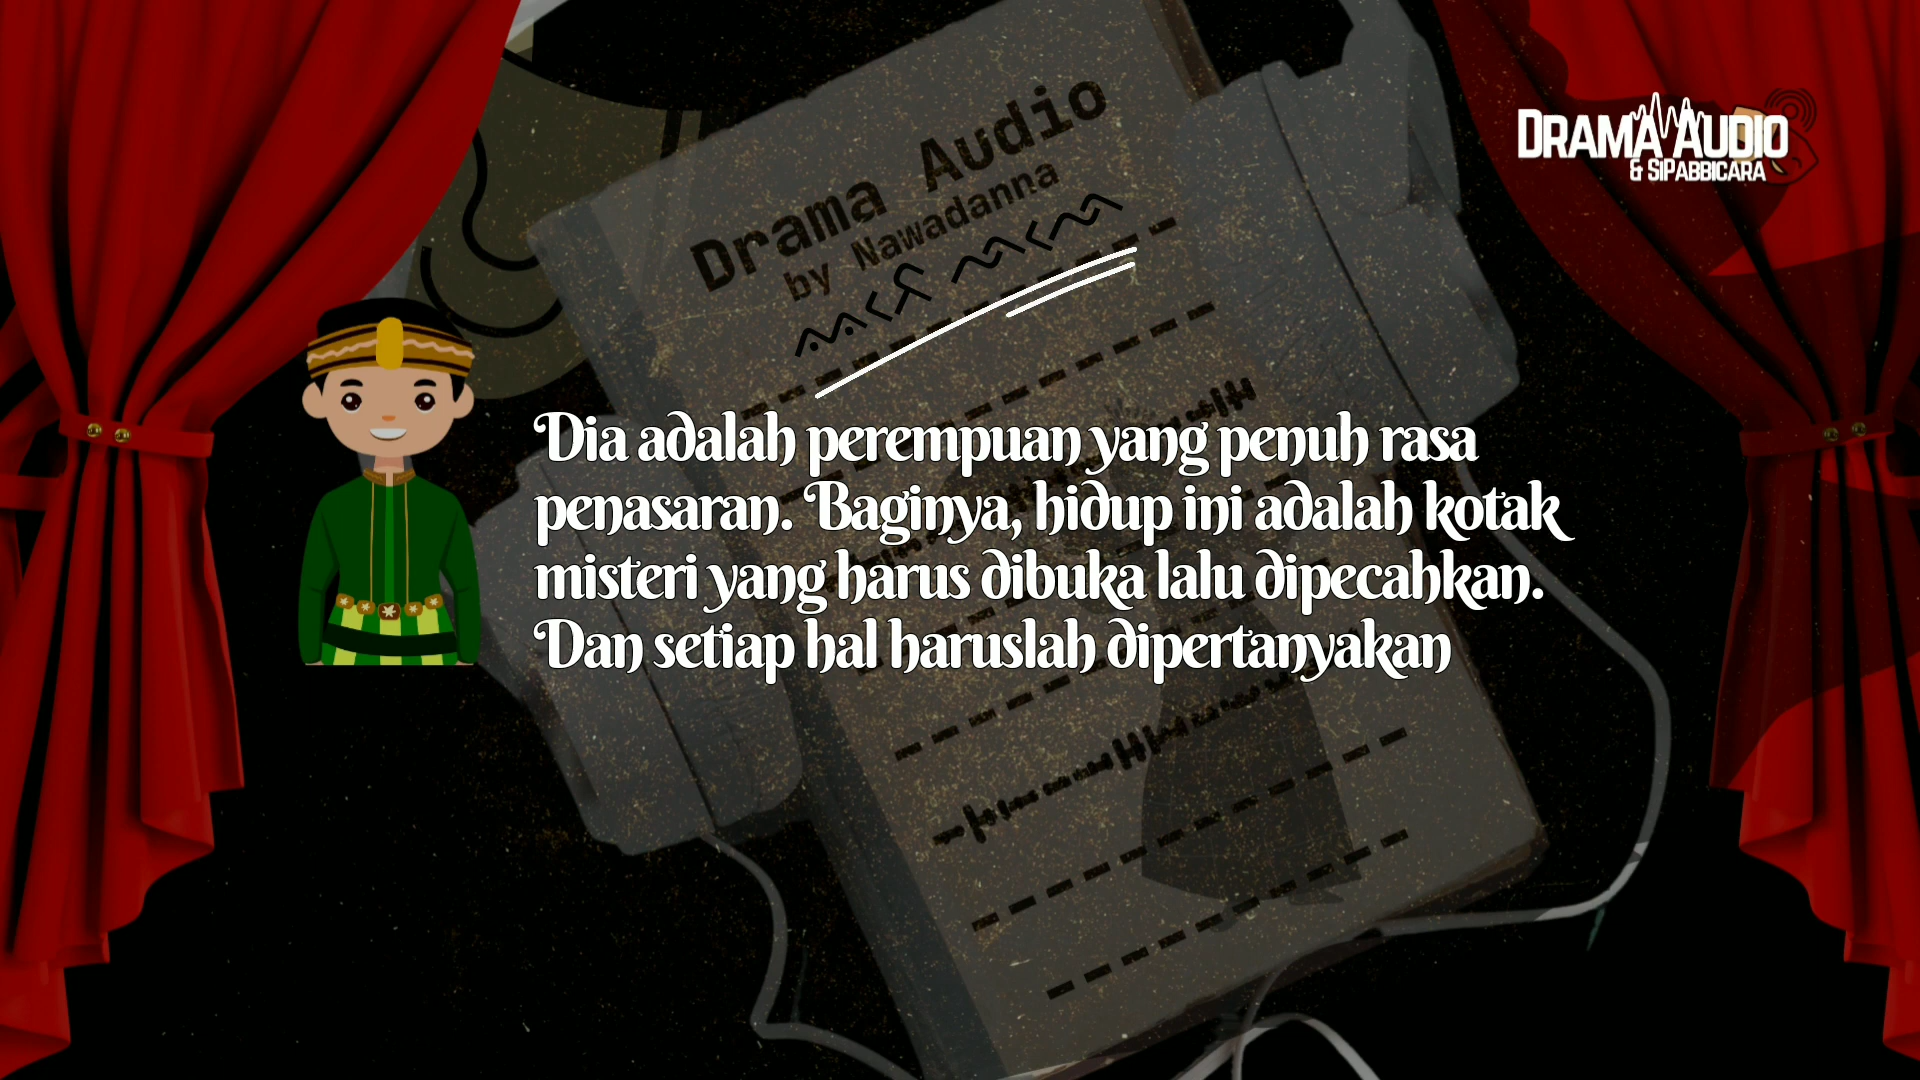 Drama Audio
by Nawadanna
DRAMA AUDIO
& SIPABBICARA
Dia adalah perempuan yang penuh rasa
penasaran. Baginya, hidup ini adalah kotak
misteri yang harus dibuka lalu dipecahkan.
Dan setiap hal haruslah dipertanyakan